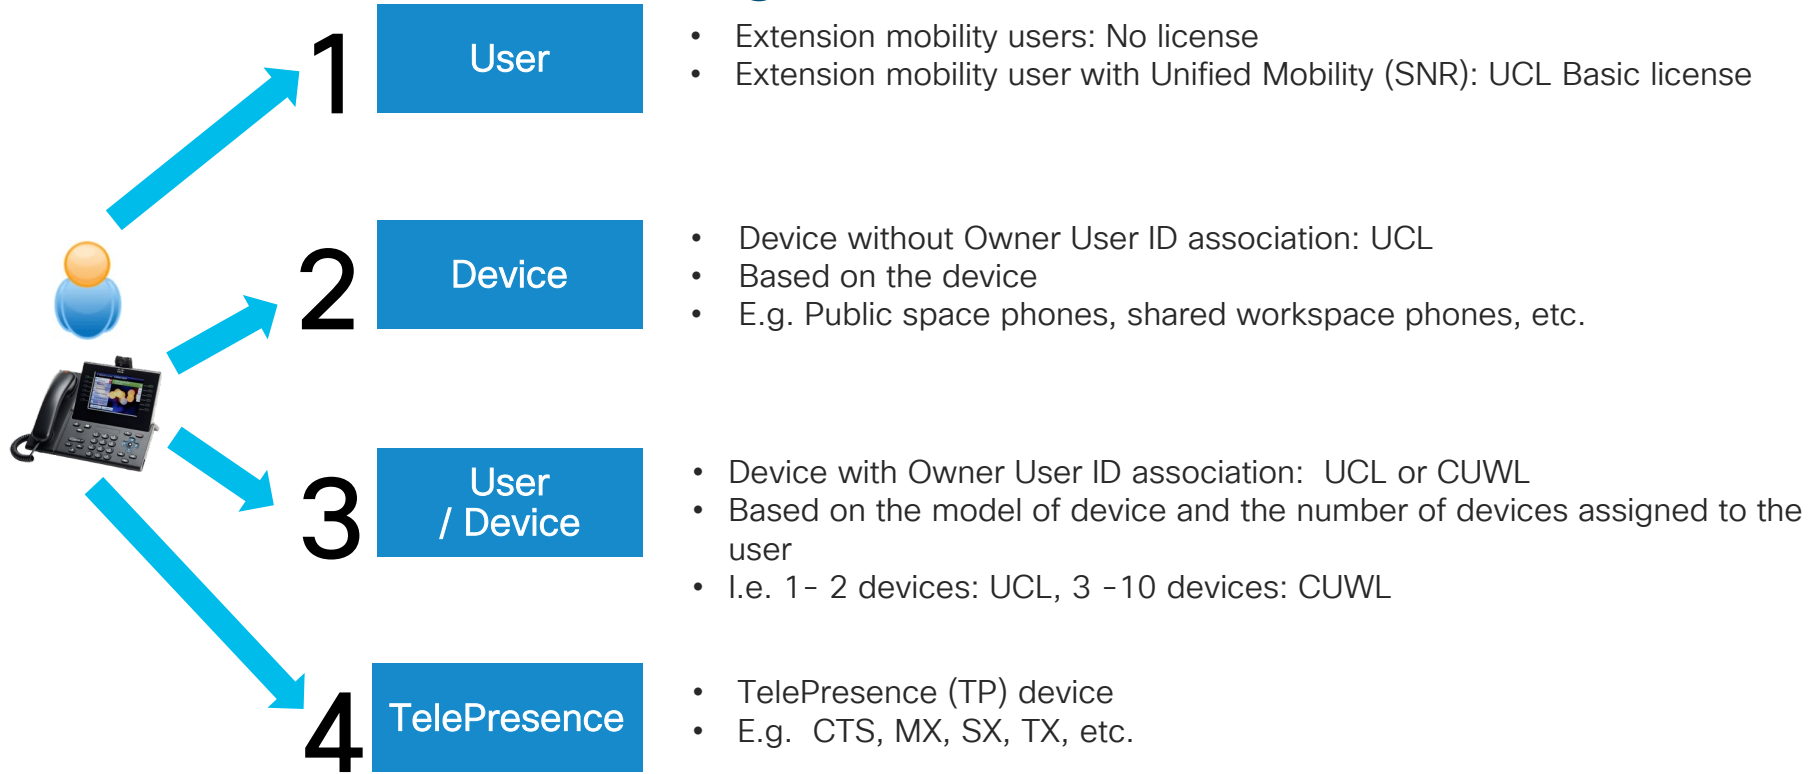 1
User
• Extension mobility users: No license
• Extension mobility user with Unified Mobility (SNR): UCL Basic license
2
Device
• Device without Owner User ID association: UCL
• Based on the device
• E.g. Public space phones, shared workspace phones, etc.
3
User
/ Device
• Device with Owner User ID association: UCL or CUWL
• Based on the model of device and the number of devices assigned to the
user
• I.e. 1- 2 devices: UCL, 3 -10 devices: CUWL
4
TelePresence
• TelePresence (TP) device
• E.g. CTS, MX, SX, TX, etc.